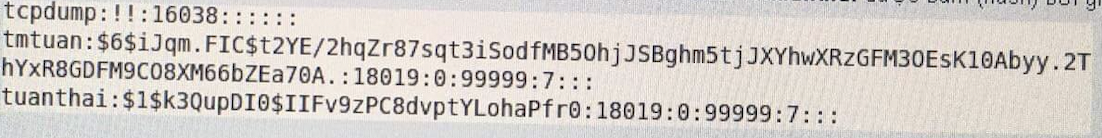 tcpdump:!!:16038::::::
tmtuan:$6$iJqm.FIC$t2YE/2hqZr87sqt3iSodfMB5OhjJSBghm5tjJXYhwXRzGFM3OEsK10Abyy.2T
hYxR8GDFM9CO8XM66bZEa70A.:18019:0:99999:7:::
tuanthai:$1$k3QupDI0$IIFv9zPC8dvptYLohaPfr0:18019:0:99999:7:::